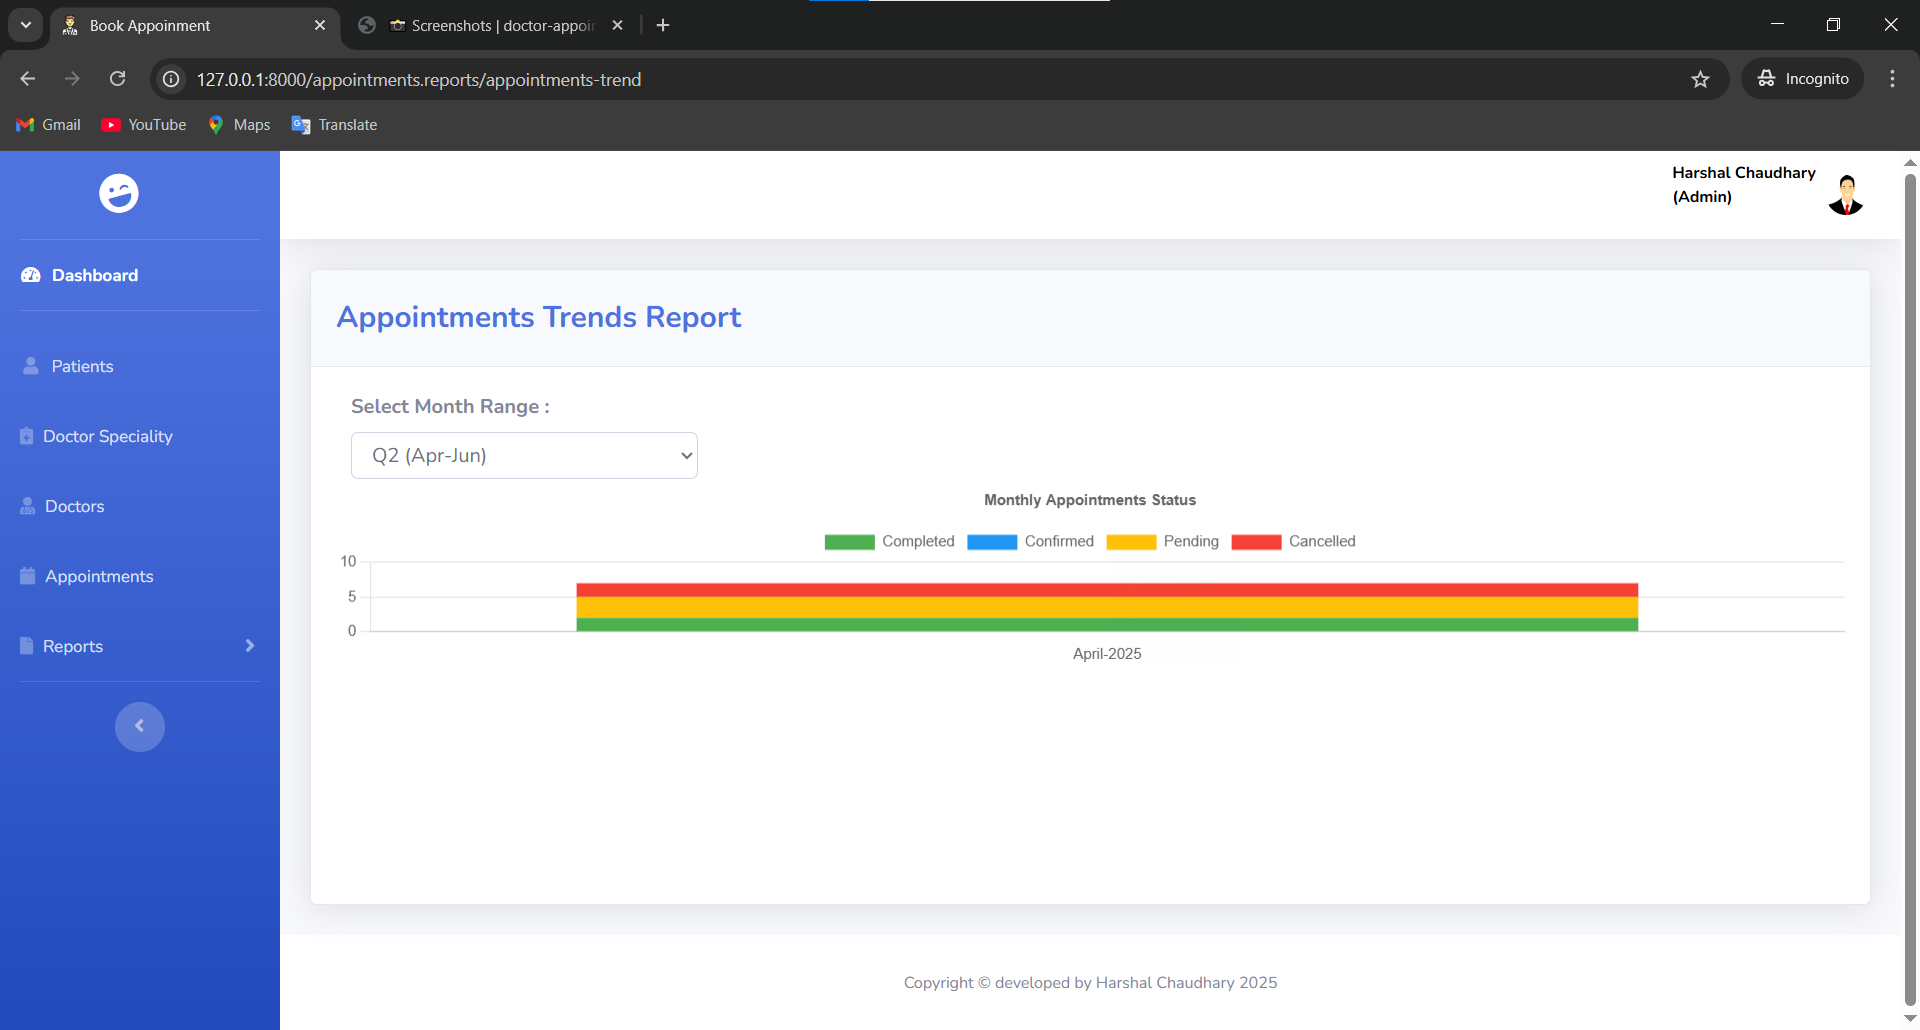 Book Appoinment
Screenshots | doctor-appoin
127.0.0.1:8000/appointments.reports/appointments-trend
Incognito
Gmail
YouTube
Maps
Translate
Harshal Chaudhary
(Admin)
Dashboard
Patients
Doctor Speciality
Doctors
Appointments
Reports
Appointments Trends Report
Select Month Range :
Q2 (Apr-Jun)
Monthly Appointments Status
Completed Confirmed Pending Cancelled
10
5
0
April-2025
Copyright © developed by Harshal Chaudhary 2025